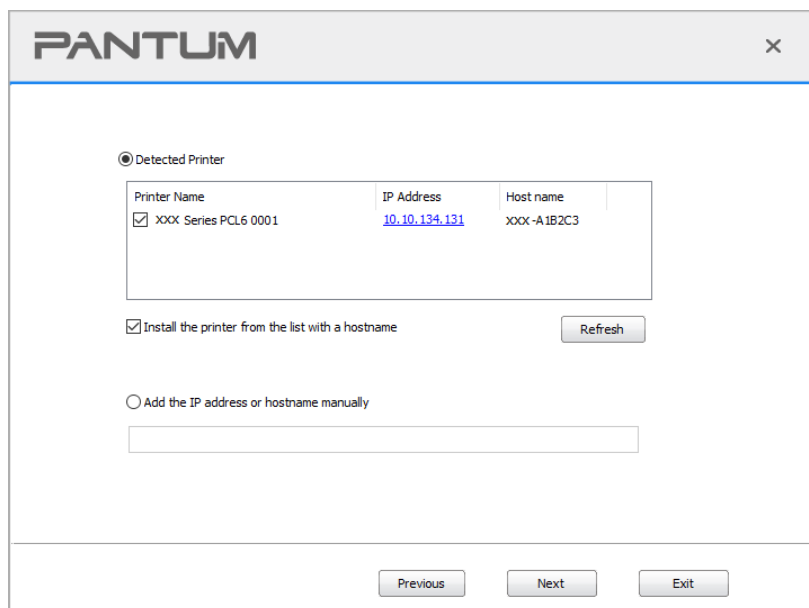 PANTUM
Detected Printer
Printer Name IP Address Host name
XXX Series PCL6 0001 10.10.134.131 XXX-A1B2C3
Install the printer from the list with a hostname Refresh
Add the IP address or hostname manually
Previous Next Exit